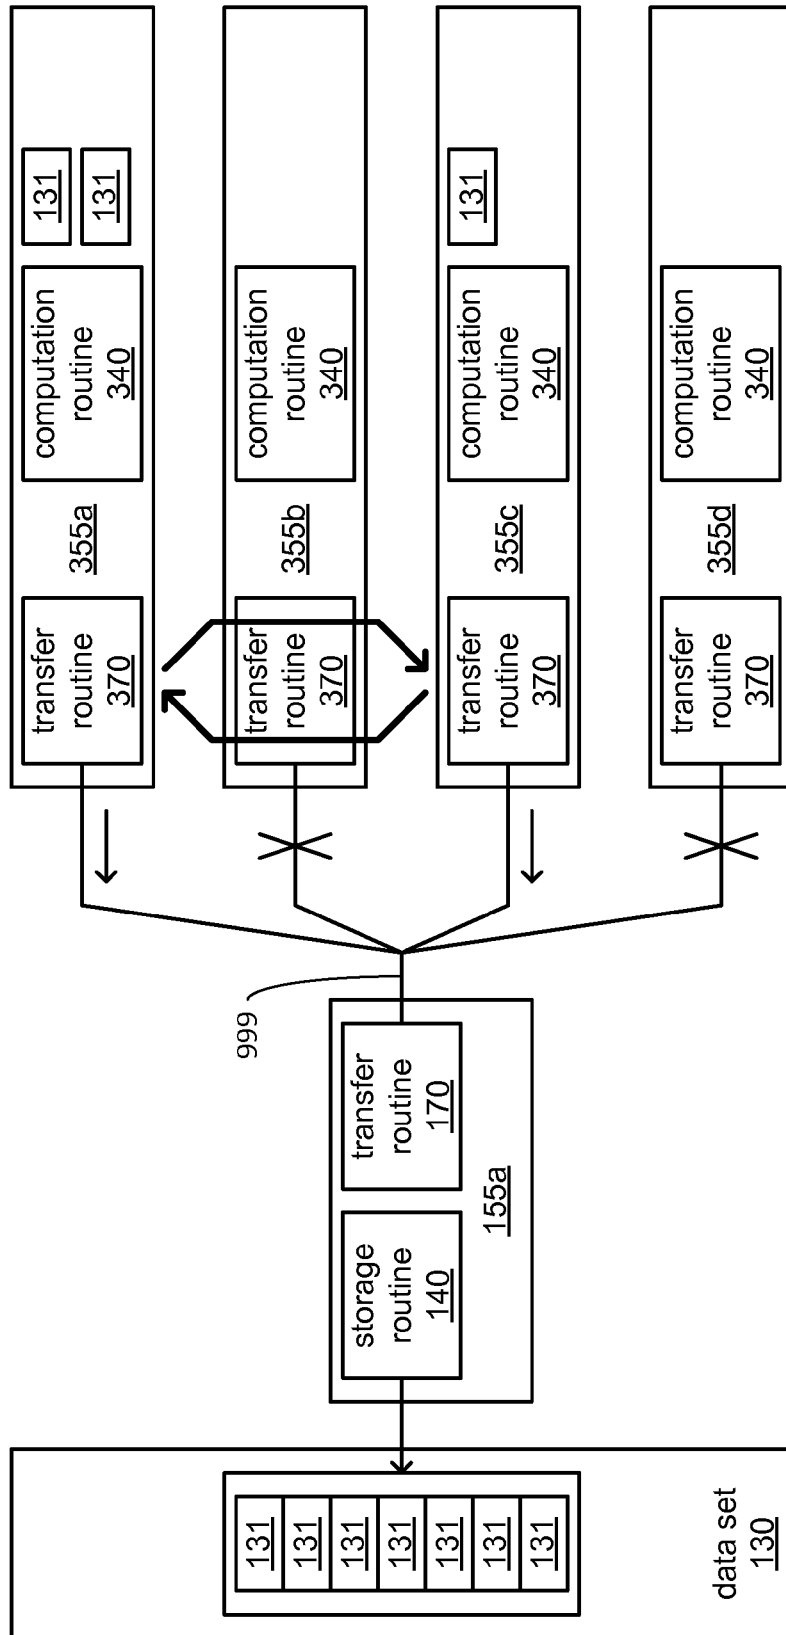 131
131
computation
routine
340
355a
transfer
routine
370
computation
routine
340
355b
transfer
routine
370
131
computation
routine
340
355c
transfer
routine
370
computation
routine
340
355d
transfer
routine
370
999
transfer
routine
170
155a
storage
routine
140
131
131
131
131
131
131
131
data set
130